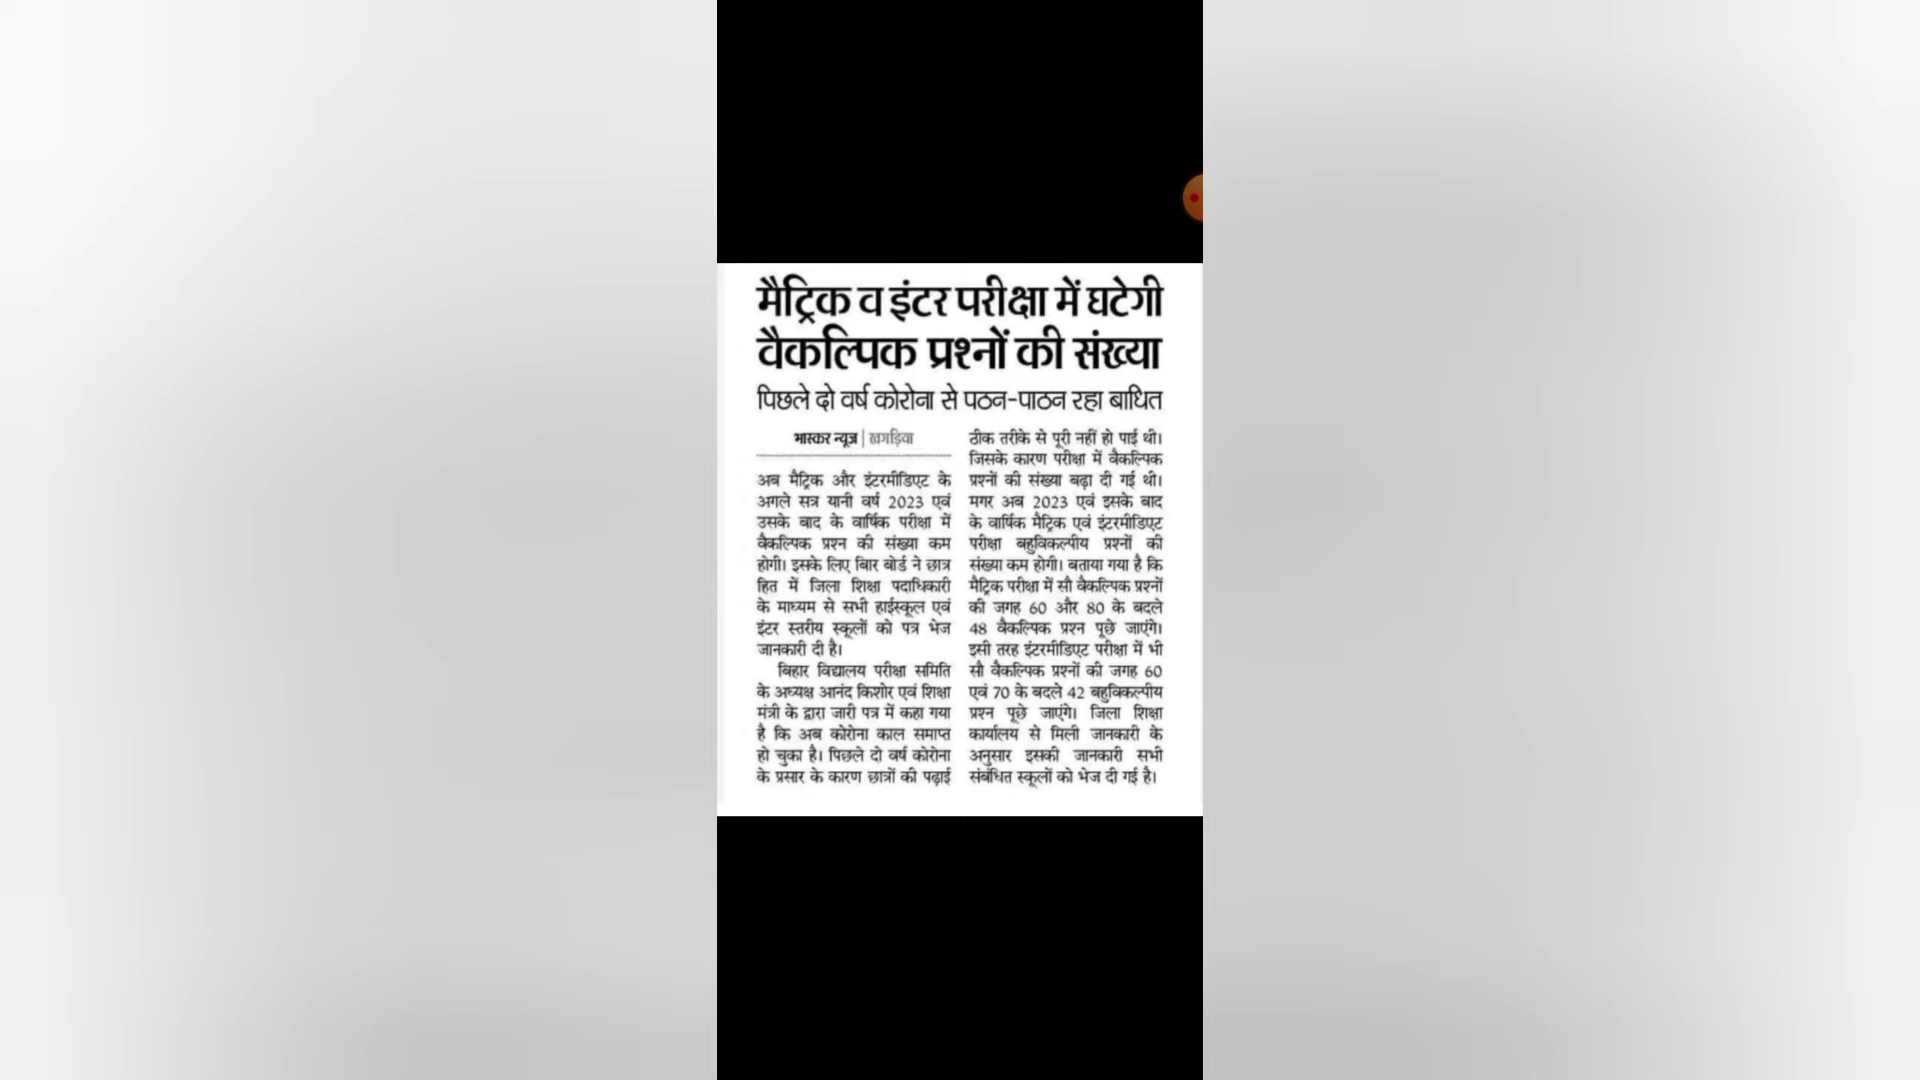 मैट्रिक व इंटर परीक्षा में घटेगी
वैकल्पिक प्रश्नों की संख्या
पिछले दो वर्ष कोरोना से पठन-पाठन रहा बाधित
भास्कर न्यूज | खगड़िया
अब मैट्रिक और इंटरमीडिएट के
अगले सत्र यानी वर्ष 2023 एवं
उसके बाद के वार्षिक परीक्षा में
वैकल्पिक प्रश्न की संख्या कम
होगी। इसके लिए बिार बोर्ड ने छात्र
हित में जिला शिक्षा पदाधिकारी
के माध्यम से सभी हाईस्कूल एवं
इंटर स्तरीय स्कूलों को पत्र भेज
जानकारी दी है।
बिहार विद्यालय परीक्षा समिति
के अध्यक्ष आनंद किशोर एवं शिक्षा
मंत्री के द्वारा जारी पत्र में कहा गया
है कि अब कोरोना काल समाप्त
हो चुका है। पिछले दो वर्ष कोरोना
के प्रसार के कारण छात्रों की पढ़ाई
ठीक तरीके से पूरी नहीं हो पाई थी।
जिसके कारण परीक्षा में वैकल्पिक
प्रश्नों की संख्या बढ़ा दी गई थी।
मगर अब 2023 एवं इसके बाद
के वार्षिक मैट्रिक एवं इंटरमीडिएट
परीक्षा बहुविकल्पीय प्रश्नों की
संख्या कम होगी। बताया गया है कि
मैट्रिक परीक्षा में सौ वैकल्पिक प्रश्नों
की जगह 60 और 80 के बदले
48 वैकल्पिक प्रश्न पूछे जाएंगे।
इसी तरह इंटरमीडिएट परीक्षा में भी
सौ वैकल्पिक प्रश्नों की जगह 60
एवं 70 के बदले 42 बहुविकल्पीय
प्रश्न पूछे जाएंगे। जिला शिक्षा
कार्यालय से मिली जानकारी के
अनुसार इसकी जानकारी सभी
संबंधित स्कूलों को भेज दी गई है।